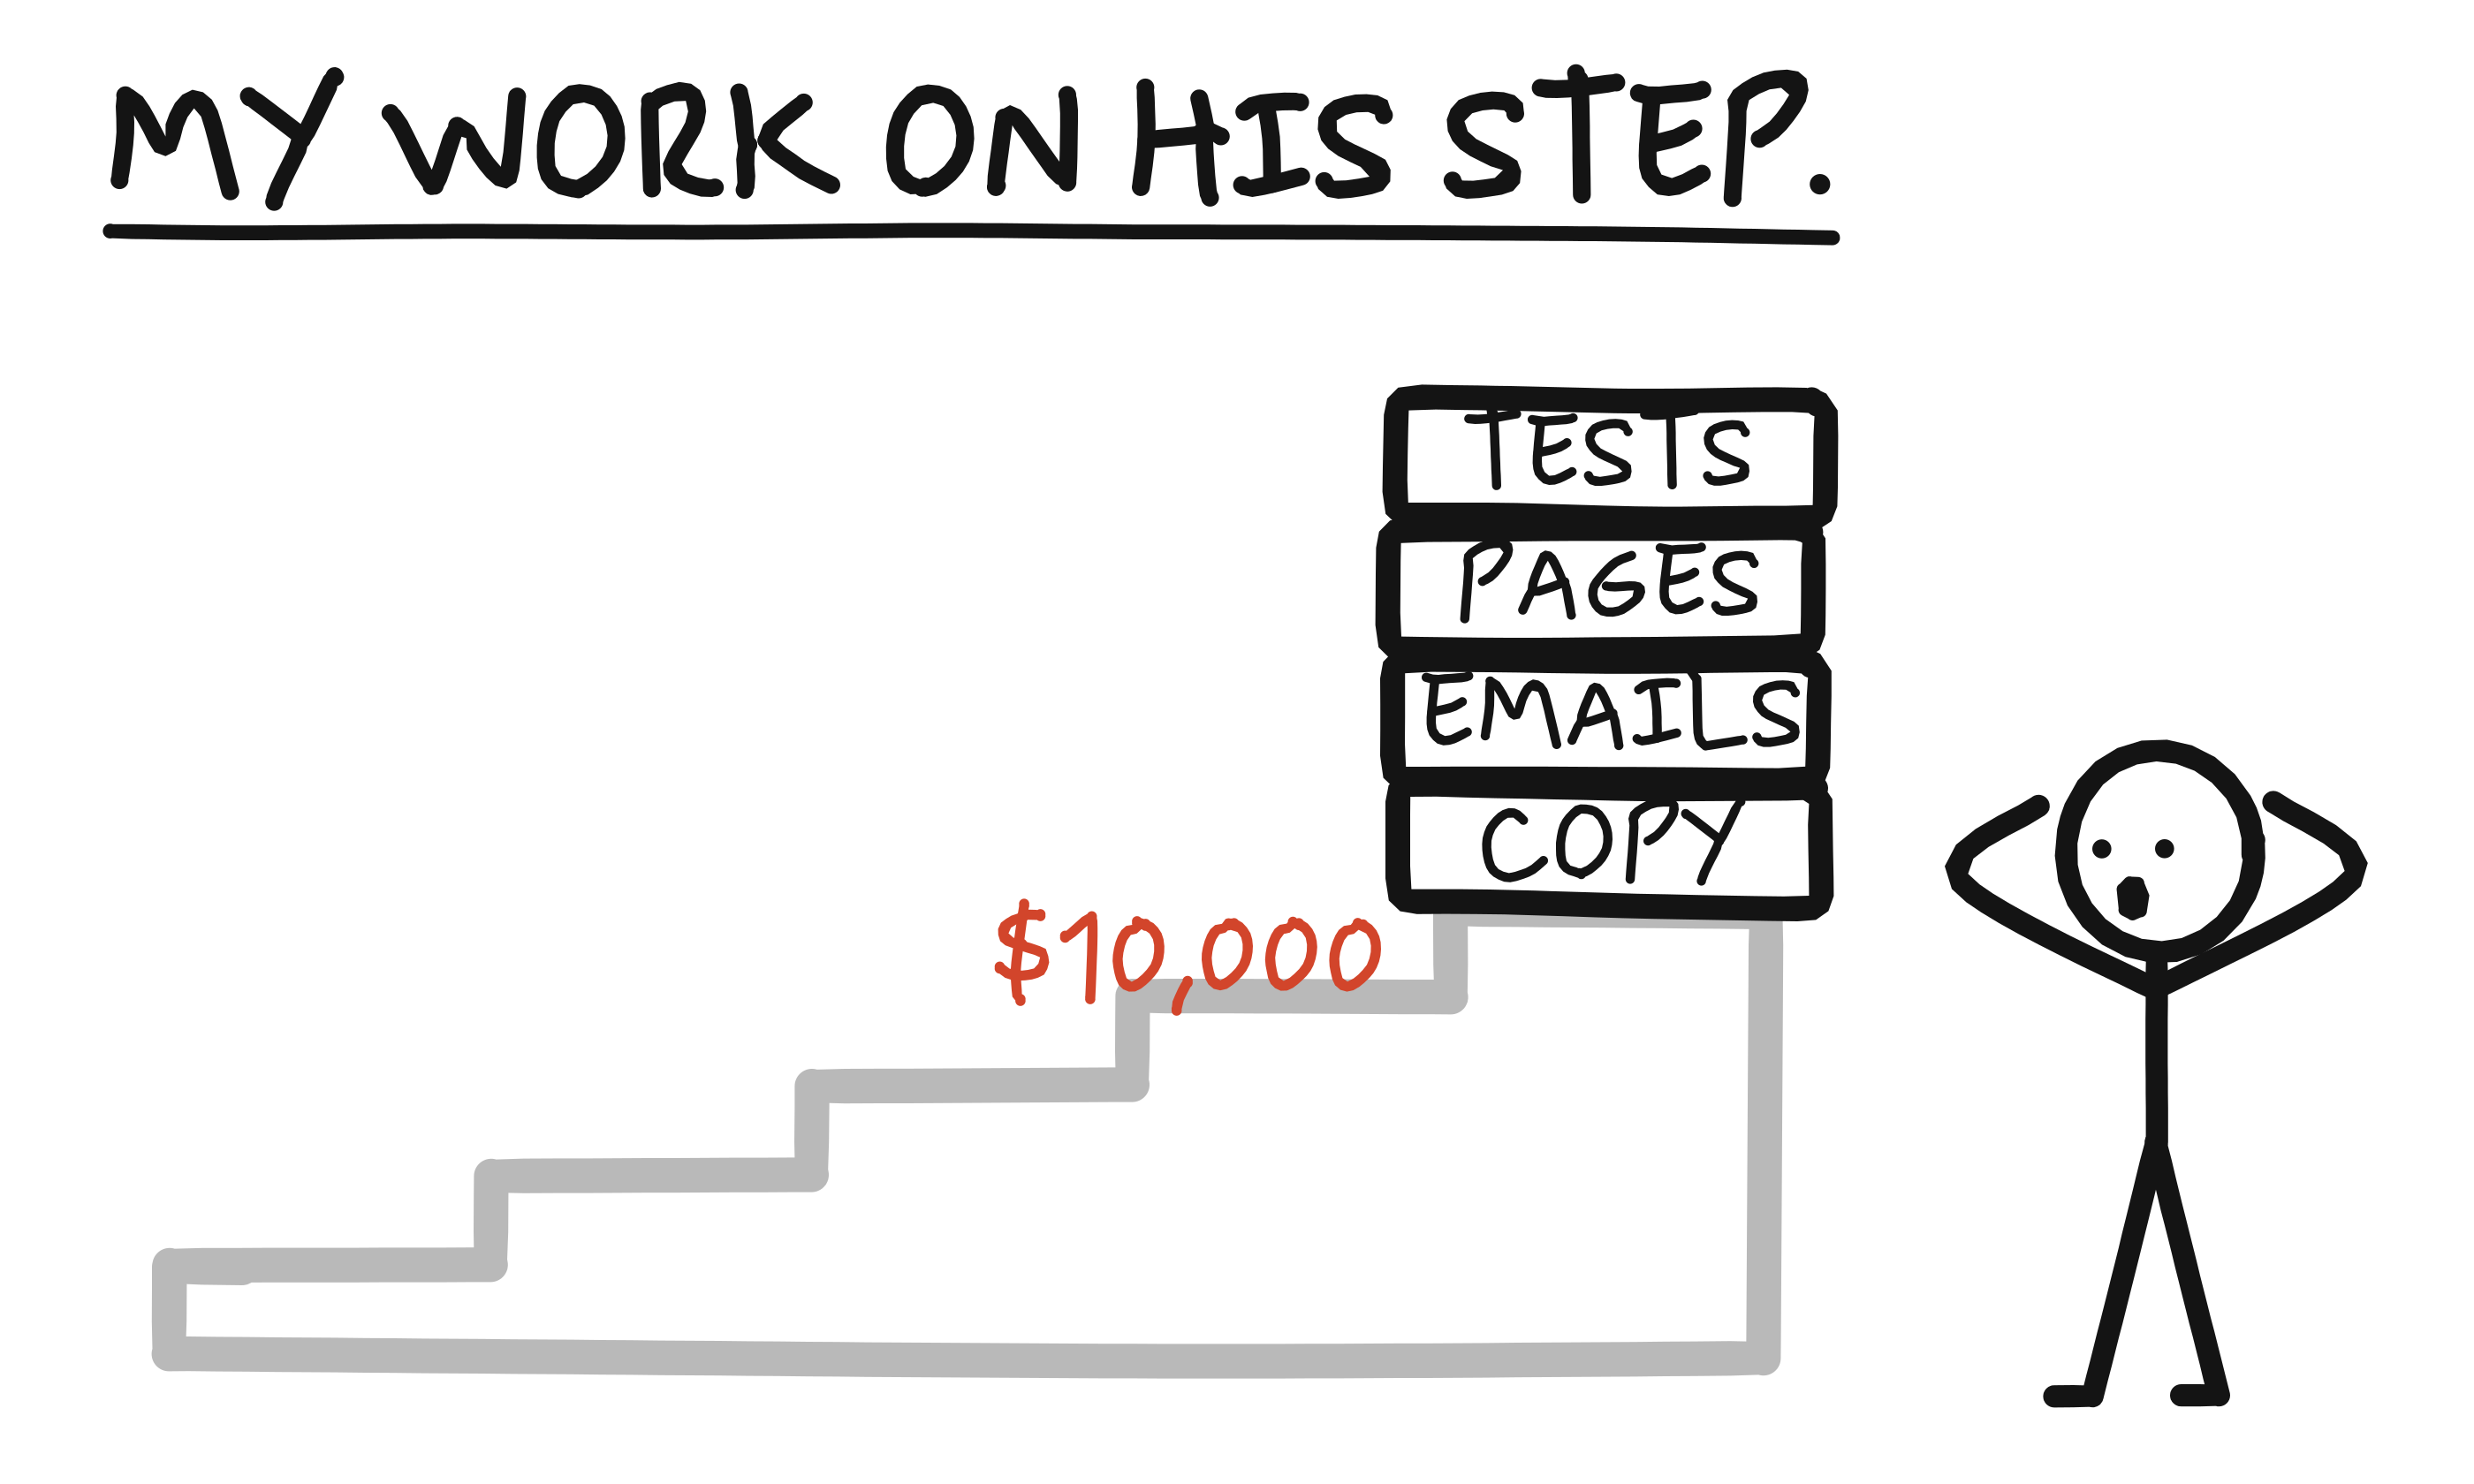 MY WORK ON HIS STEP.
TESTS
PAGES
EMAILS
COPY
$10,000